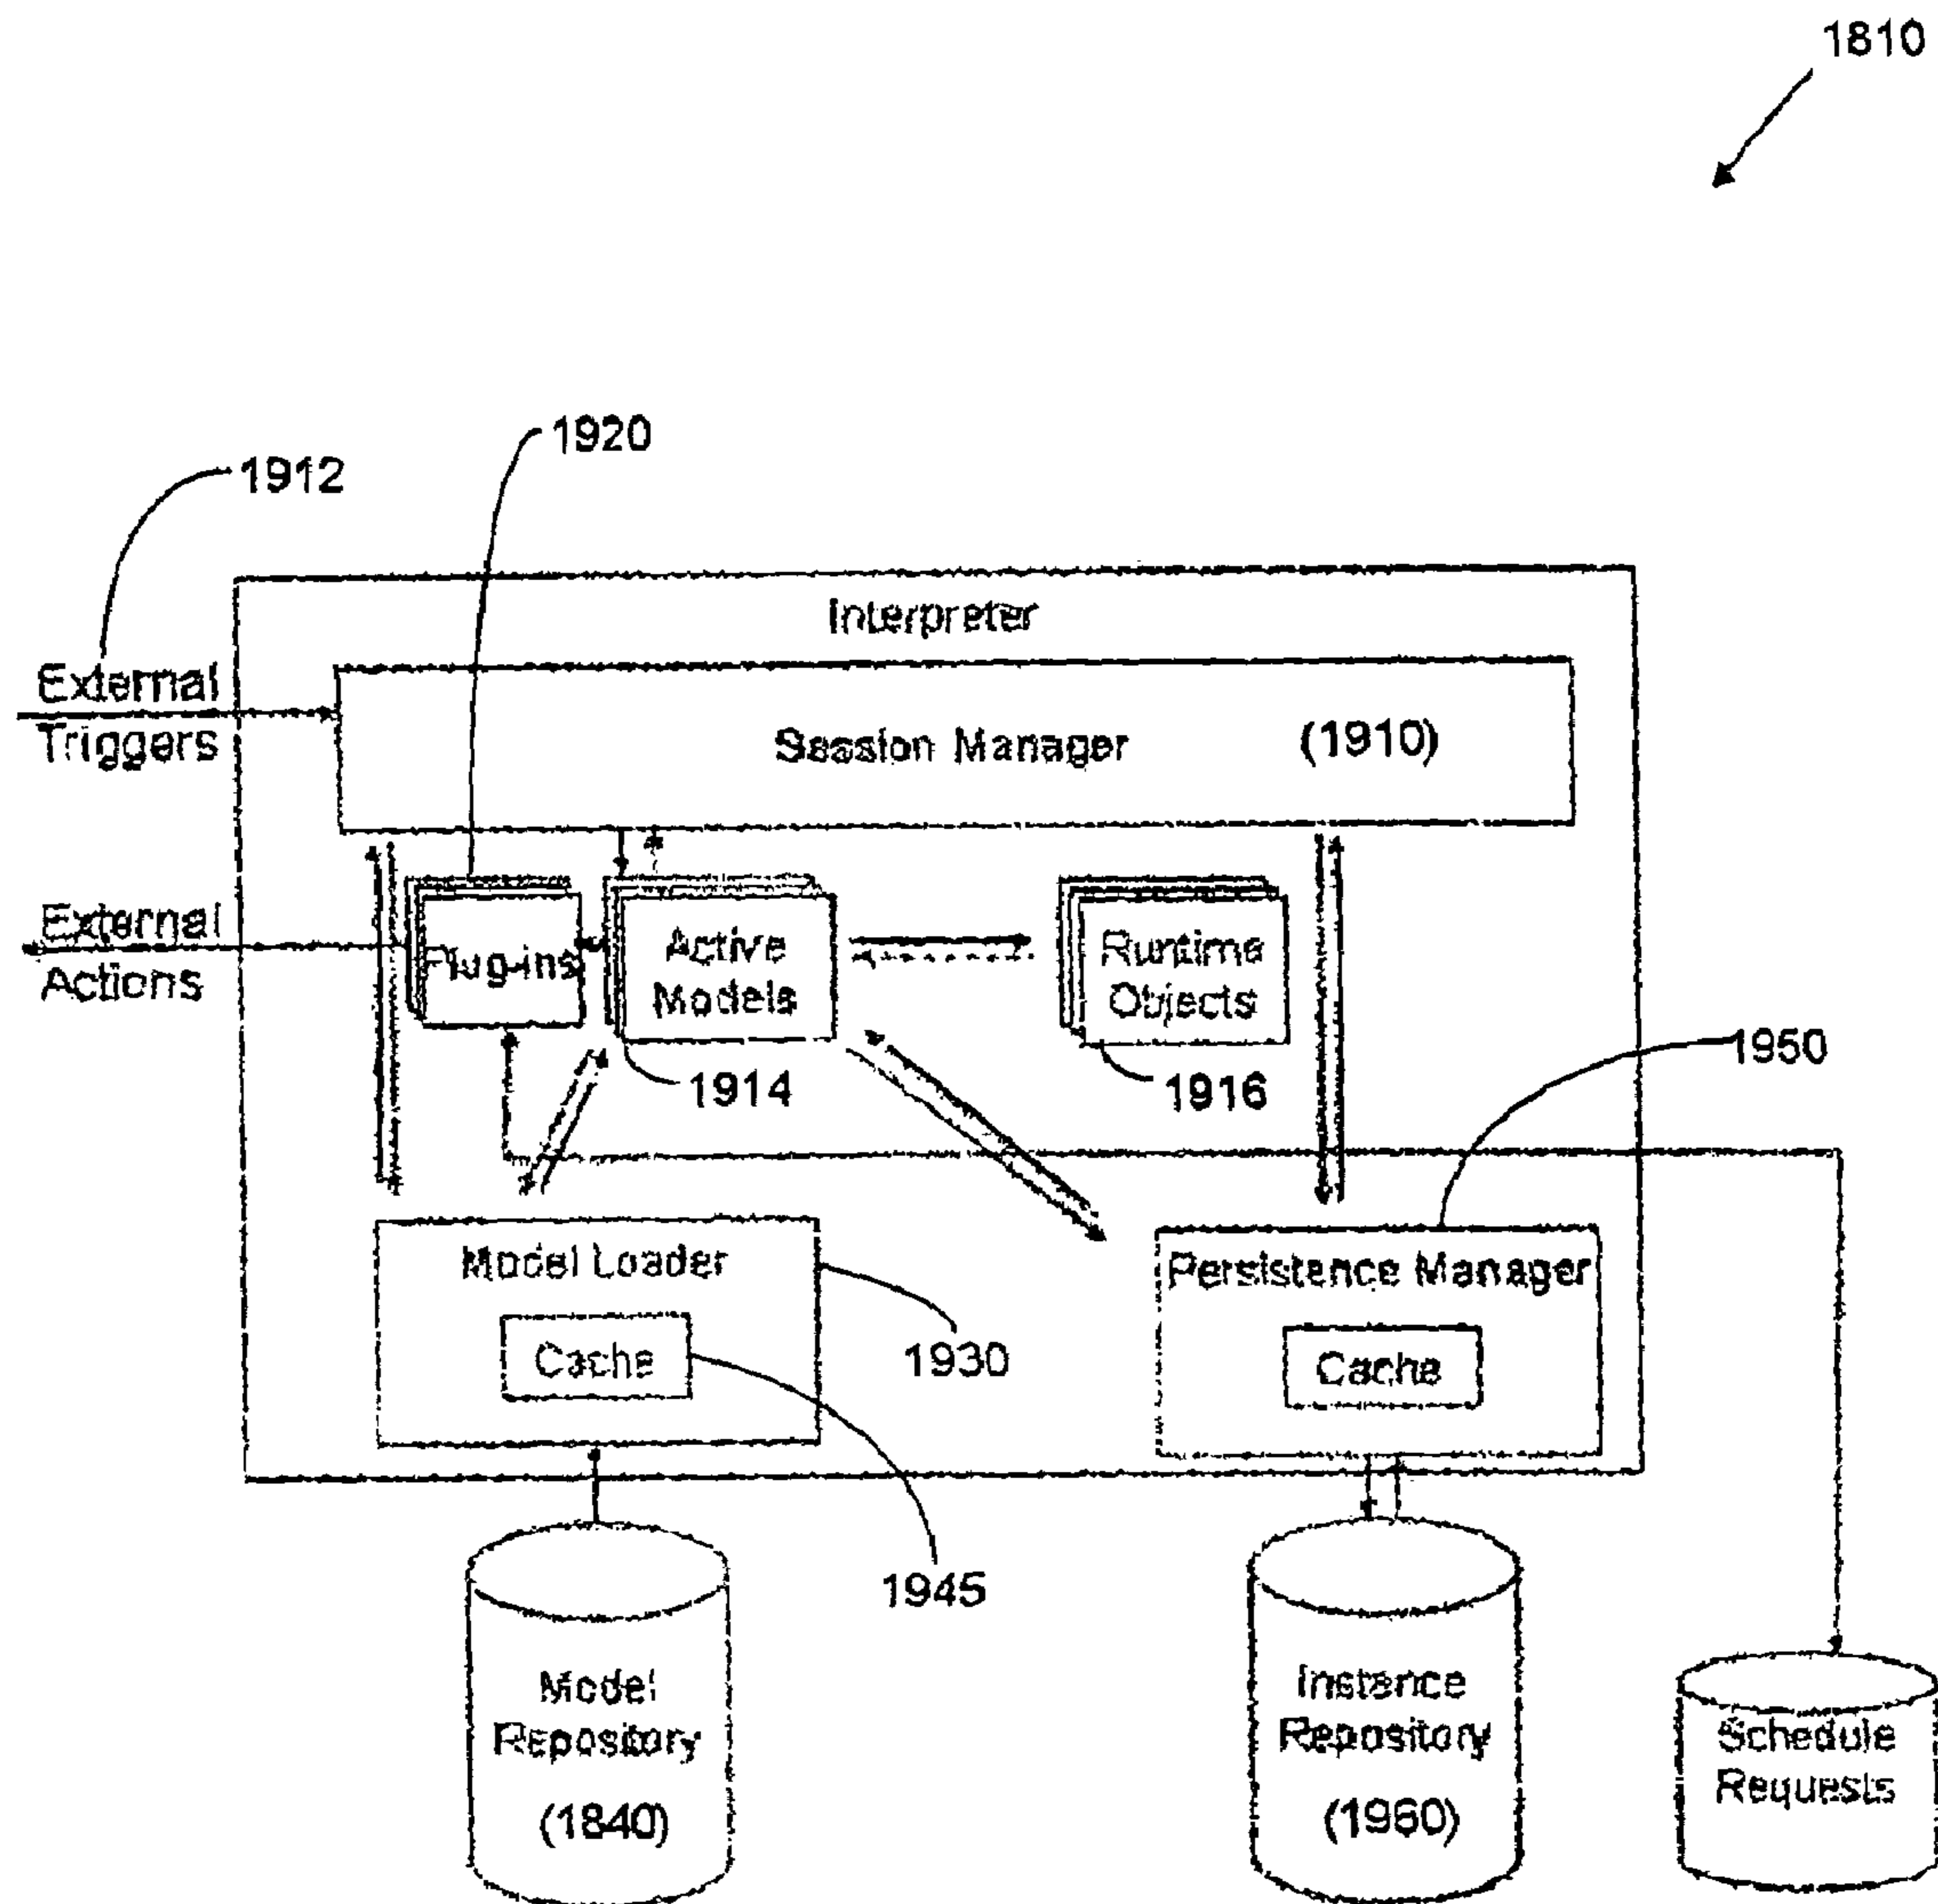 1810
1920
1912
Interpreter
External
Triggers
Session Manager (1910)
External
Actions
Plug-ins
Active
Models
Runtime
Objects
1914
1916
1950
Model Loader
Cache
1930
Persistence Manager
Cache
1945
Model
Repository
(1840)
Instance
Repository
(1960)
Schedule
Requests